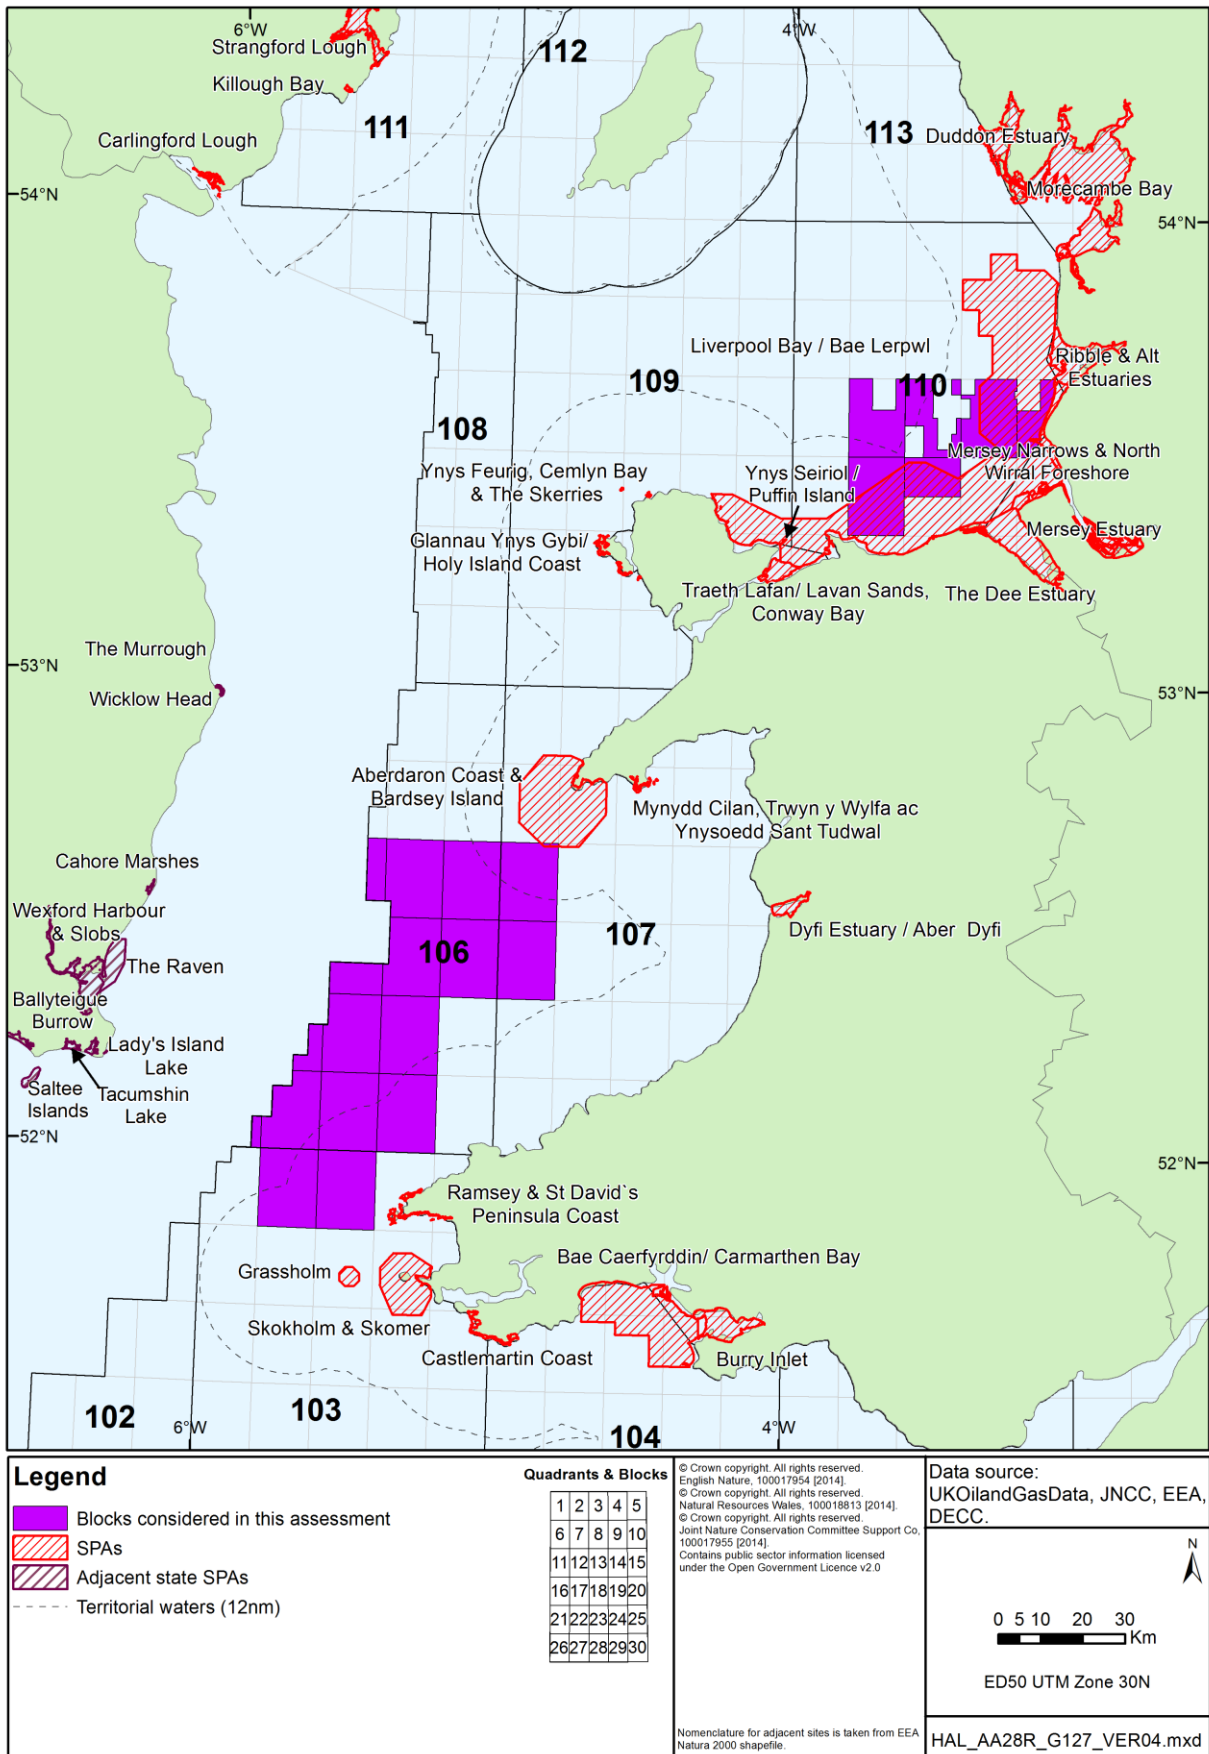 6°W
4°W
112
Strangford Lough
Killough Bay
111
113
Duddon Estuary
Carlingford Lough
Morecambe Bay
54°N
54°N
Liverpool Bay / Bae Lerpwl
Ribble & Alt
Estuaries
109
110
108
Mersey Narrows & North
Wirral Foreshore
Ynys Feurig, Cemlyn Bay
& The Skerries
Ynys Seiriol /
Puffin Island
Glannau Ynys Gybi/
Holy Island Coast
Mersey Estuary
Traeth Lafan/ Lavan Sands,
Conway Bay
The Dee Estuary
The Murrough
53°N
Wicklow Head
53°N
Aberdaron Coast &
Bardsey Island
Mynydd Cilan, Trwyn y Wylfa ac
Ynysoedd Sant Tudwal
Cahore Marshes
Wexford Harbour
& Slobs
106
107
Dyfi Estuary / Aber Dyfi
The Raven
Ballyteigue
Burrow
Lady's Island
Lake
Saltee
Islands
Tacumshin
Lake
52°N
52°N
Ramsey & St David`s
Peninsula Coast
Bae Caerfyrddin/ Carmarthen Bay
Grassholm
Skokholm & Skomer
Castlemartin Coast
Burry Inlet
102
6°W
103
4°W
104
Legend
Blocks considered in this assessment
SPAs
Adjacent state SPAs
Territorial waters (12nm)
Quadrants & Blocks
1 2 3 4 5
6 7 8 9 10
11 12 13 14 15
16 17 18 19 20
21 22 23 24 25
26 27 28 29 30
© Crown copyright. All rights reserved.
English Nature, 100017954 [2014].
© Crown copyright. All rights reserved.
Natural Resources Wales, 100018813 [2014].
© Crown copyright. All rights reserved.
Joint Nature Conservation Committee Support Co,
100017955 [2014].
Contains public sector information licensed
under the Open Government Licence v2.0
Nomenclature for adjacent sites is taken from EEA
Natura 2000 shapefile.
Data source:
UKOilandGasData, JNCC, EEA,
DECC.
N
0 5 10 20 30
Km
ED50 UTM Zone 30N
HAL_AA28R_G127_VER04.mxd